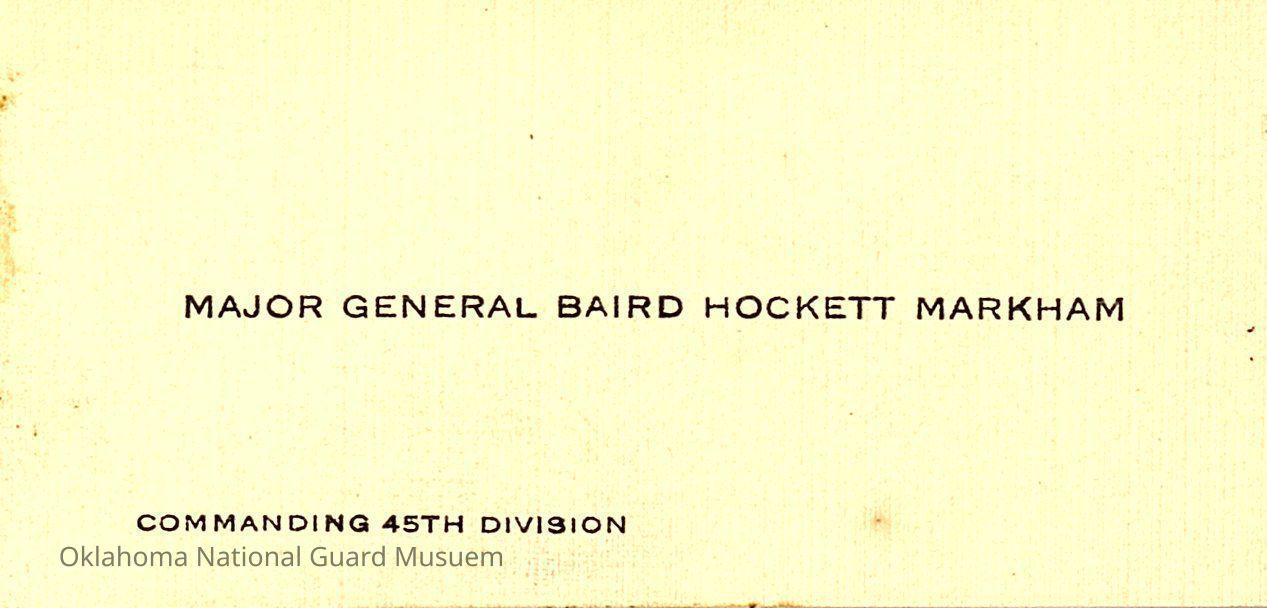 MAJOR GENERAL BAIRD HOCKETT MARKHAM
COMMANDING 45TH DIVISION
Oklahoma National Guard Musuem